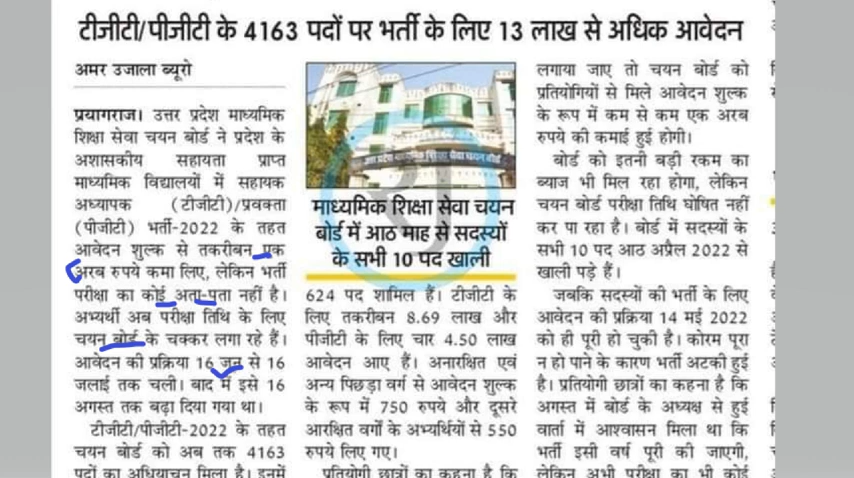 टीजीटी/पीजीटी के 4163 पदों पर भर्ती के लिए 13 लाख से अधिक आवेदन
अमर उजाला ब्यूरो
प्रयागराज। उत्तर प्रदेश माध्यमिक
शिक्षा सेवा चयन बोर्ड ने प्रदेश के
अशासकीय सहायता प्राप्त
माध्यमिक विद्यालयों में सहायक
अध्यापक (टीजीटी)/प्रवक्ता
(पीजीटी) भर्ती-2022 के तहत
आवेदन शुल्क से तकरीबन एक
अरब रुपये कमा लिए, लेकिन भर्ती
परीक्षा का कोई अता-पता नहीं है।
अभ्यर्थी अब परीक्षा तिथि के लिए
चयन बोर्ड के चक्कर लगा रहे हैं।
आवेदन की प्रक्रिया 16 जून से 16
जुलाई तक चली। बाद में इसे 16
अगस्त तक बढ़ा दिया गया था।
टीजीटी/पीजीटी-2022 के तहत
चयन बोर्ड को अब तक 4163
पदों का अधियाचन मिला है। इनमें
उत्तर प्रदेश माध्यमिक शिक्षा सेवा चयन बोर्ड
माध्यमिक शिक्षा सेवा चयन
बोर्ड में आठ माह से सदस्यों
के सभी 10 पद खाली
624 पद शामिल हैं। टीजीटी के
लिए तकरीबन 8.69 लाख और
पीजीटी के लिए चार 4.50 लाख
आवेदन आए हैं। अनारक्षित एवं
अन्य पिछड़ा वर्ग से आवेदन शुल्क
के रूप में 750 रुपये और दूसरे
आरक्षित वर्गों के अभ्यर्थियों से 550
रुपये लिए गए।
प्रतियोगी छात्रों का कहना है कि
लगाया जाए तो चयन बोर्ड को
प्रतियोगियों से मिले आवेदन शुल्क
के रूप में कम से कम एक अरब
रुपये की कमाई हुई होगी।
बोर्ड को इतनी बड़ी रकम का
ब्याज भी मिल रहा होगा, लेकिन
चयन बोर्ड परीक्षा तिथि घोषित नहीं
कर पा रहा है। बोर्ड में सदस्यों के
सभी 10 पद आठ अप्रैल 2022 से
खाली पड़े हैं।
जबकि सदस्यों की भर्ती के लिए
आवेदन की प्रक्रिया 14 मई 2022
को ही पूरी हो चुकी है। कोरम पूरा
न हो पाने के कारण भर्ती अटकी हुई
है। प्रतियोगी छात्रों का कहना है कि
अगस्त में बोर्ड के अध्यक्ष से हुई
वार्ता में आश्वासन मिला था कि
भर्ती इसी वर्ष पूरी की जाएगी,
लेकिन अभी परीक्षा का भी कोई